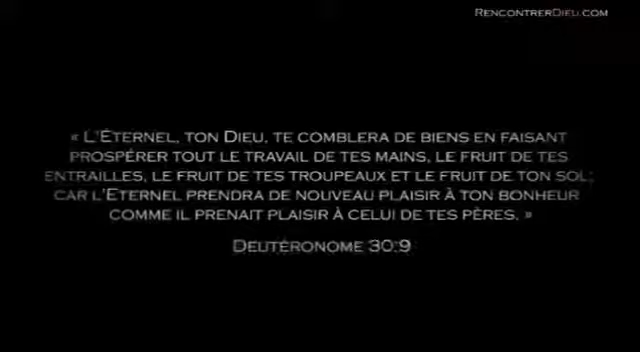 RencontrerDieu.com
« L'Éternel, ton Dieu, te comblera de biens en faisant
prospérer tout le travail de tes mains, le fruit de tes
entrailles, le fruit de tes troupeaux et le fruit de ton sol;
car l'Eternel prendra de nouveau plaisir à ton bonheur
comme il prenait plaisir à celui de tes pères. »
Deutéronome 30:9